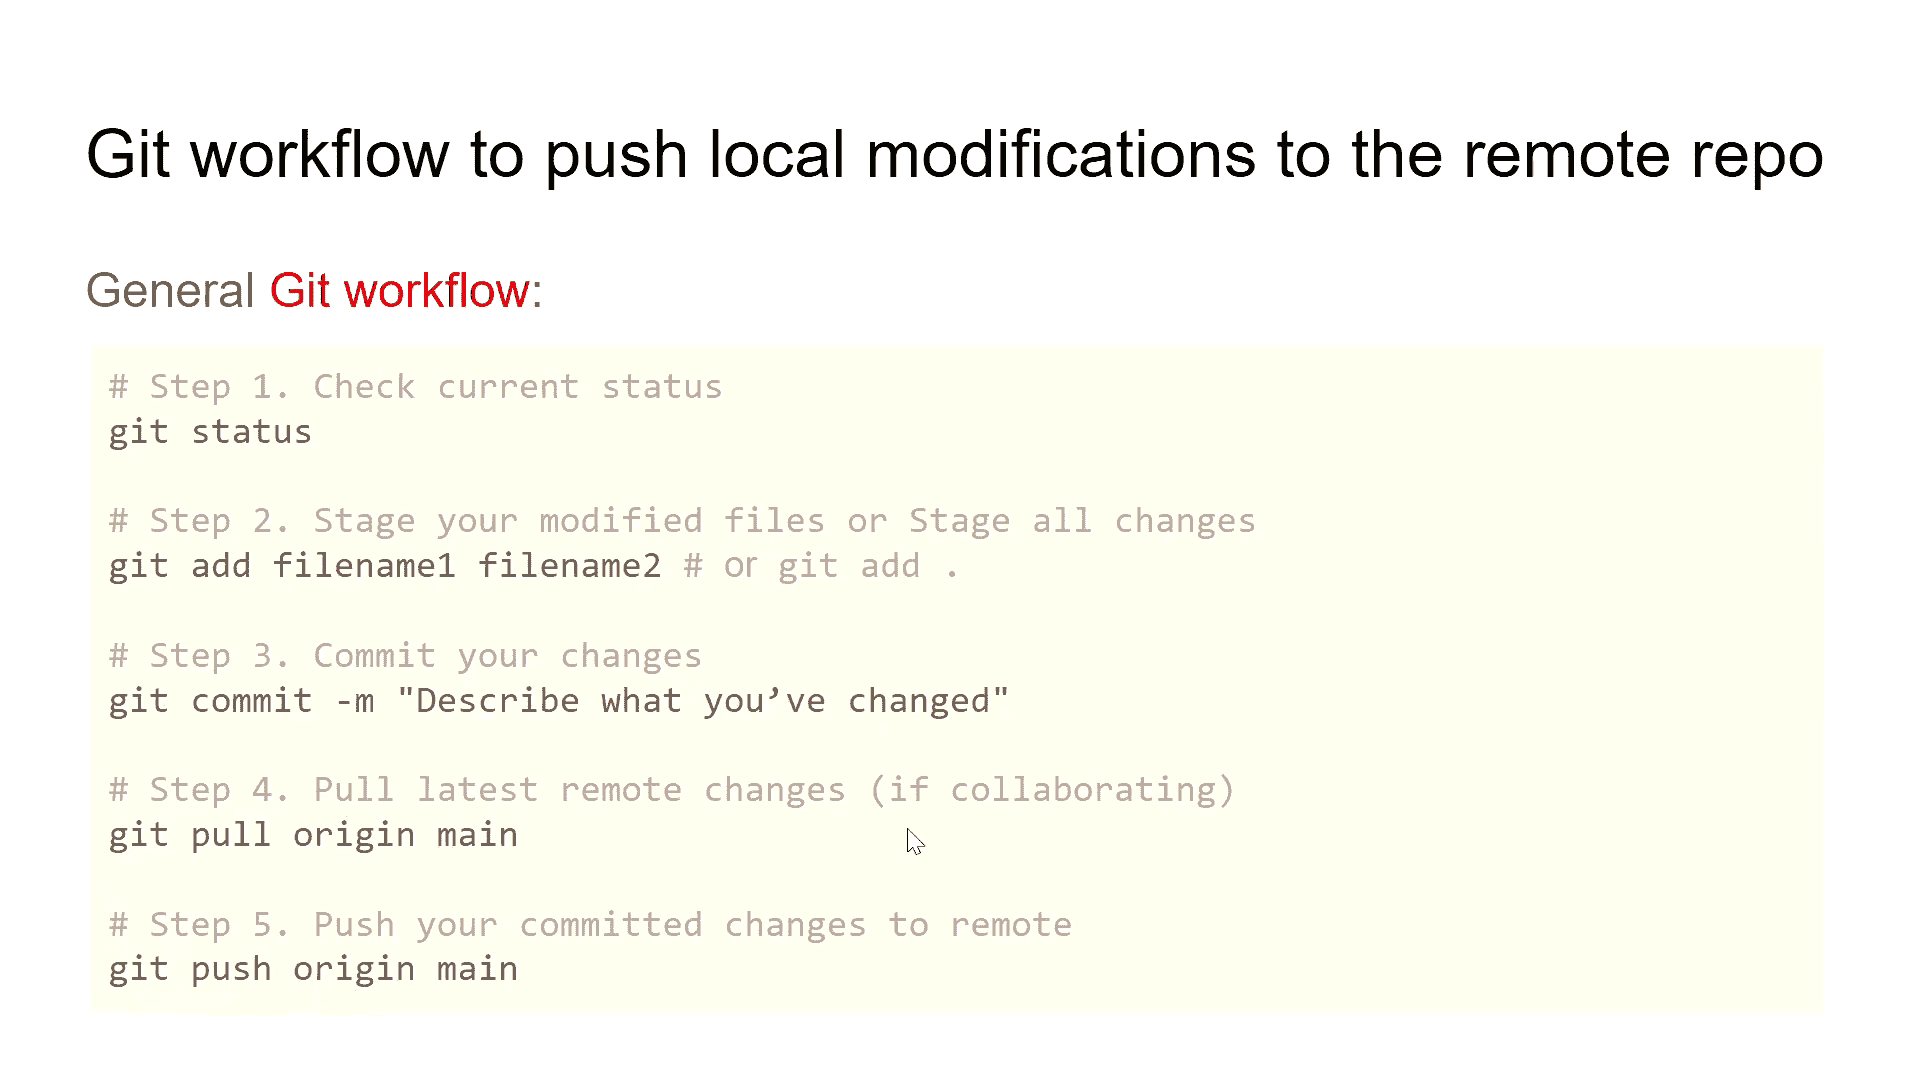 Git workflow to push local modifications to the remote repo
General Git workflow:
# Step 1. Check current status
git status
# Step 2. Stage your modified files or Stage all changes
git add filename1 filename2 # or git add .
# Step 3. Commit your changes
git commit -m "Describe what you’ve changed"
# Step 4. Pull latest remote changes (if collaborating)
git pull origin main
# Step 5. Push your committed changes to remote
git push origin main